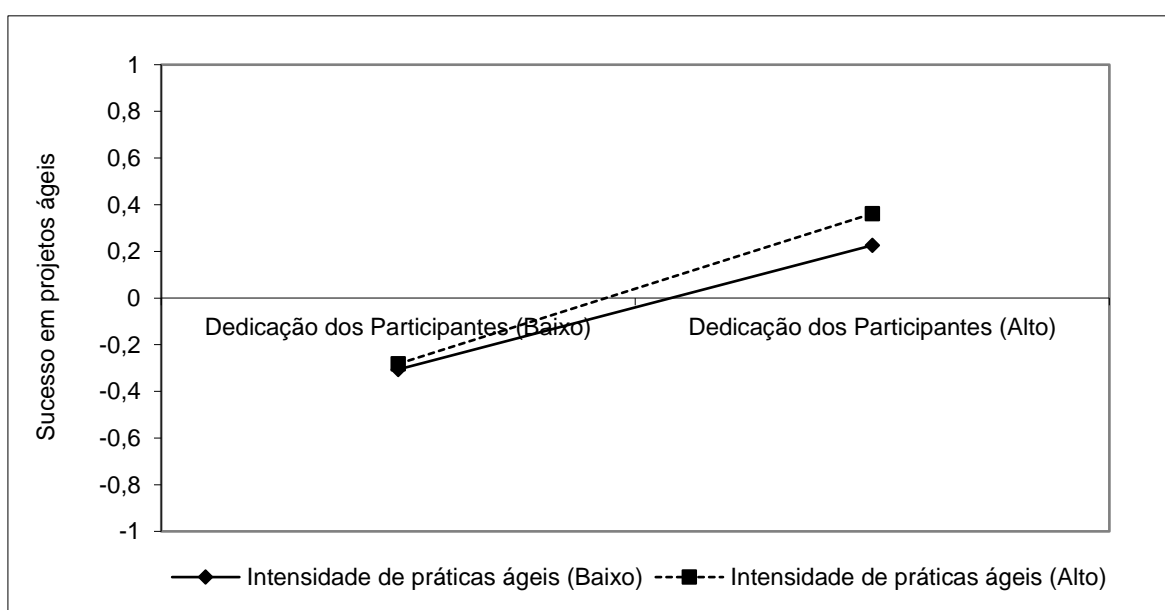 Sucesso em projetos ágeis
1
0,8
0,6
0,4
0,2
0
-0,2
-0,4
-0,6
-0,8
-1
Dedicação dos Participantes (Baixo)
Dedicação dos Participantes (Alto)
Intensidade de práticas ágeis (Baixo)
Intensidade de práticas ágeis (Alto)